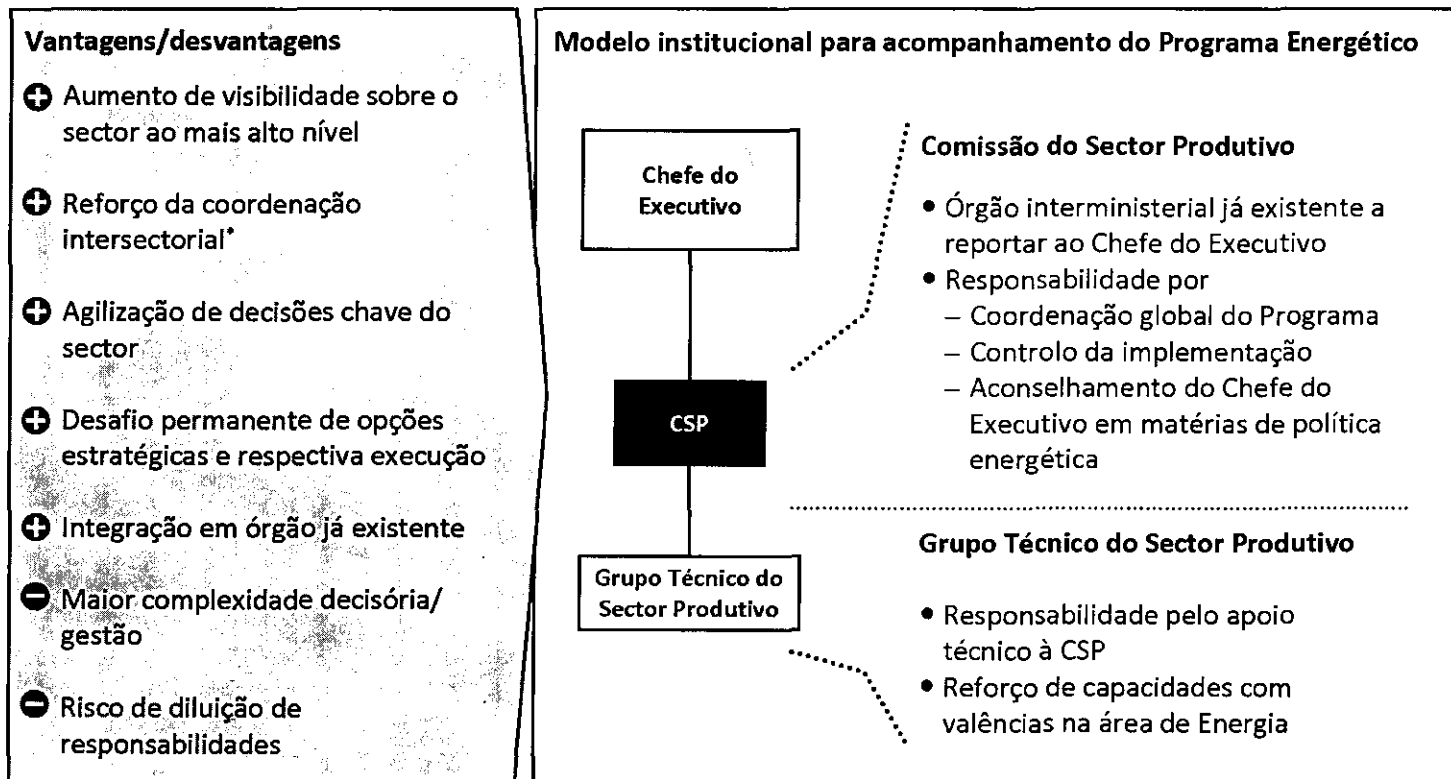 Vantagens/desvantagens
+ Aumento de visibilidade sobre o
sector ao mais alto nível
+ Reforço da coordenação
intersectorial*
+ Agilização de decisões chave do
sector
+ Desafio permanente de opções
estratégicas e respectiva execução
+ Integração em órgão já existente
− Maior complexidade decisória/
gestão
− Risco de diluição de
responsabilidades
Modelo institucional para acompanhamento do Programa Energético
Chefe do
Executivo
CSP
Grupo Técnico do
Sector Produtivo
Comissão do Sector Produtivo
• Órgão interministerial já existente a
reportar ao Chefe do Executivo
• Responsabilidade por
– Coordenação global do Programa
– Controlo da implementação
– Aconselhamento do Chefe do
Executivo em matérias de política
energética
Grupo Técnico do Sector Produtivo
• Responsabilidade pelo apoio
técnico à CSP
• Reforço de capacidades com
valências na área de Energia